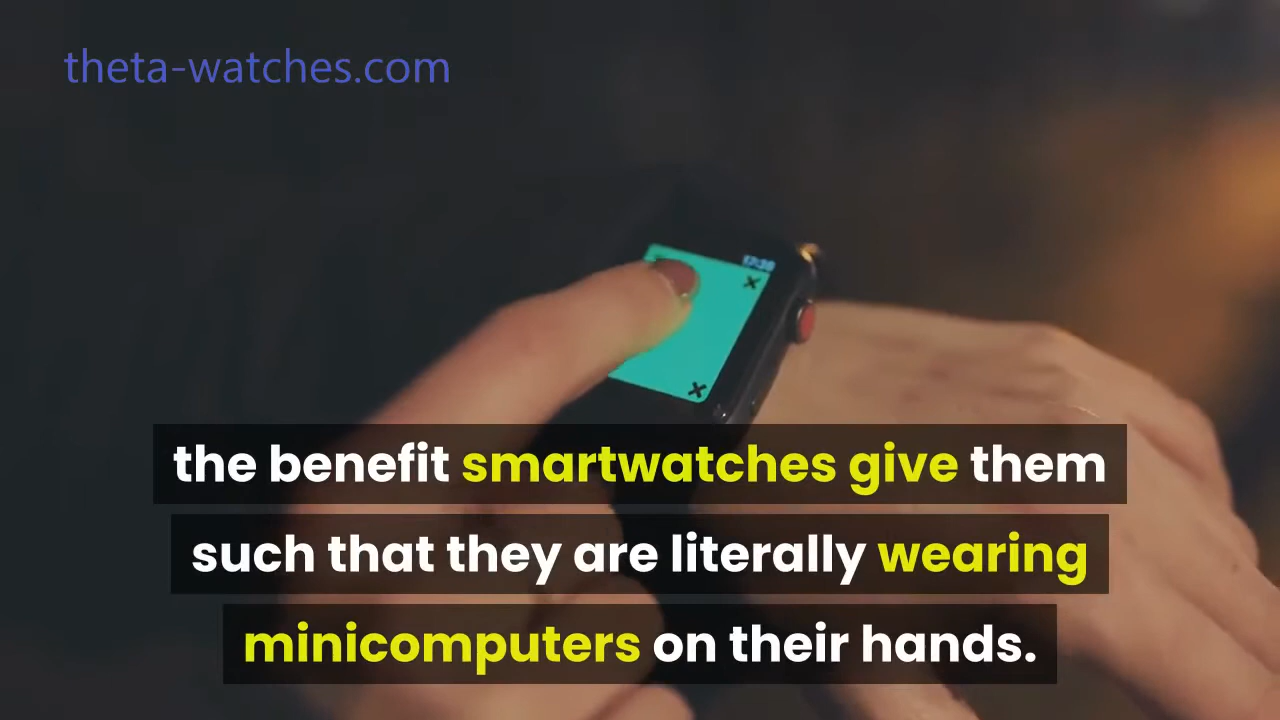 theta-watches.com
the benefit smartwatches give them
such that they are literally wearing
minicomputers on their hands.